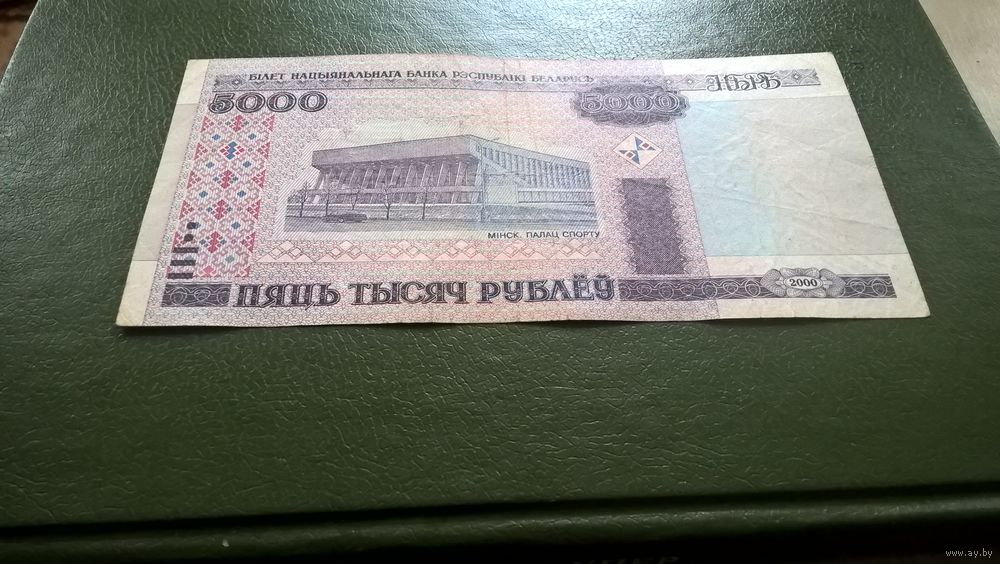 БІЛЕТ НАЦЫЯНАЛЬНАГА БАНКА РЭСПУБЛІКІ БЕЛАРУСЬ
НБРБ
5000
5000
МІНСК. ПАЛАЦ СПОРТУ
ПЯЦЬ ТЫСЯЧ РУБЛЁЎ
2000
www.ay.by